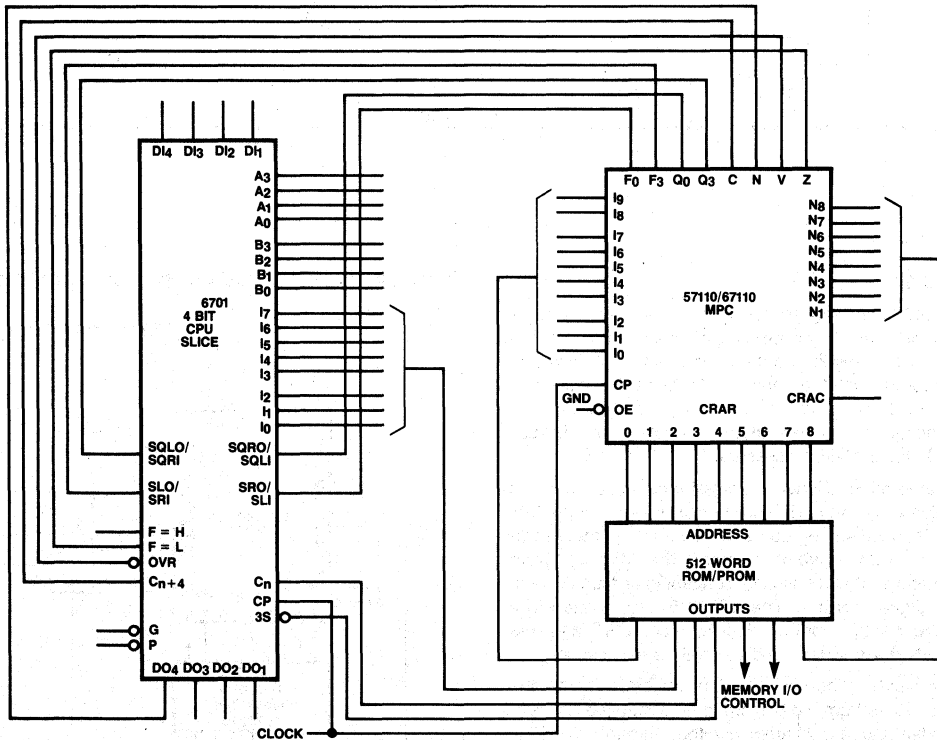 DI4 DI3 DI2 DI1
A3
A2
A1
A0
B3
B2
B1
B0
6701
4 BIT
CPU
SLICE
I7
I6
I5
I4
I3
I2
I1
I0
SQLO/
SQRI
SQRO/
SQLI
SLO/
SRI
SRO/
SLI
F = H
F = L
OVR
Cn+4
Cn
CP
3S
G
P
DO4 DO3 DO2 DO1
CLOCK
F0 F3 Q0 Q3 C N V Z
I9
I8
I7
I6
I5
I4
I3
I2
I1
I0
N8
N7
N6
N5
N4
N3
N2
N1
57110/67110
MPC
CP
GND
OE
CRAR
CRAC
0 1 2 3 4 5 6 7 8
ADDRESS
512 WORD
ROM/PROM
OUTPUTS
MEMORY I/O
CONTROL